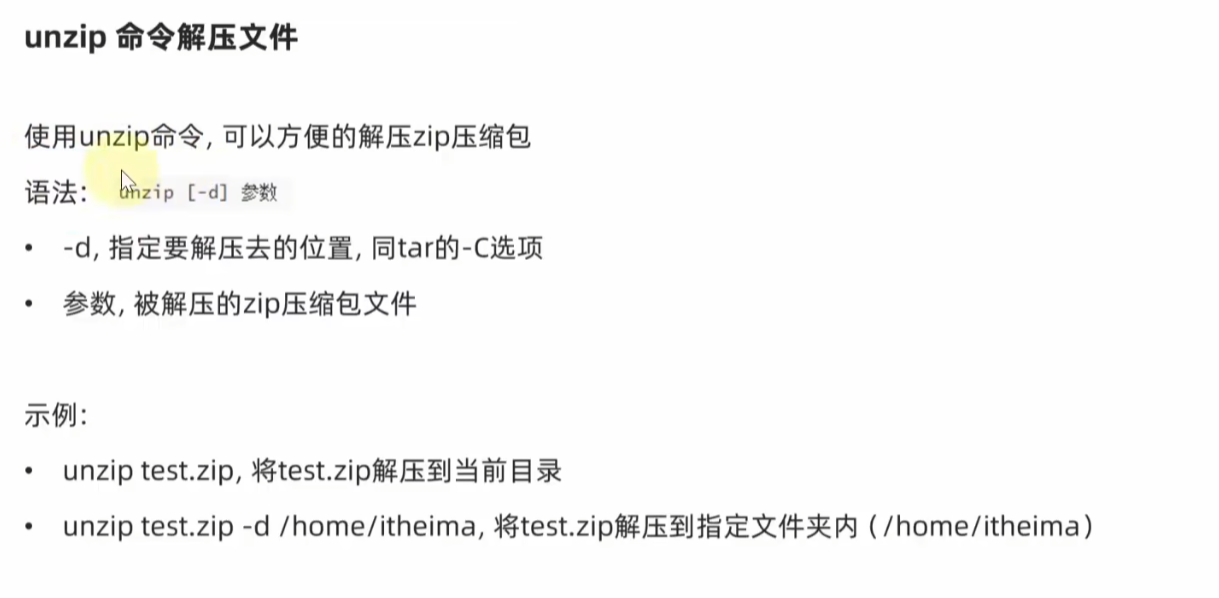 unzip 命令解压文件
使用unzip命令, 可以方便的解压zip压缩包
语法: unzip [-d] 参数
• -d, 指定要解压去的位置, 同tar的-C选项
• 参数, 被解压的zip压缩包文件
示例:
• unzip test.zip, 将test.zip解压到当前目录
• unzip test.zip -d /home/itheima, 将test.zip解压到指定文件夹内（/home/itheima）